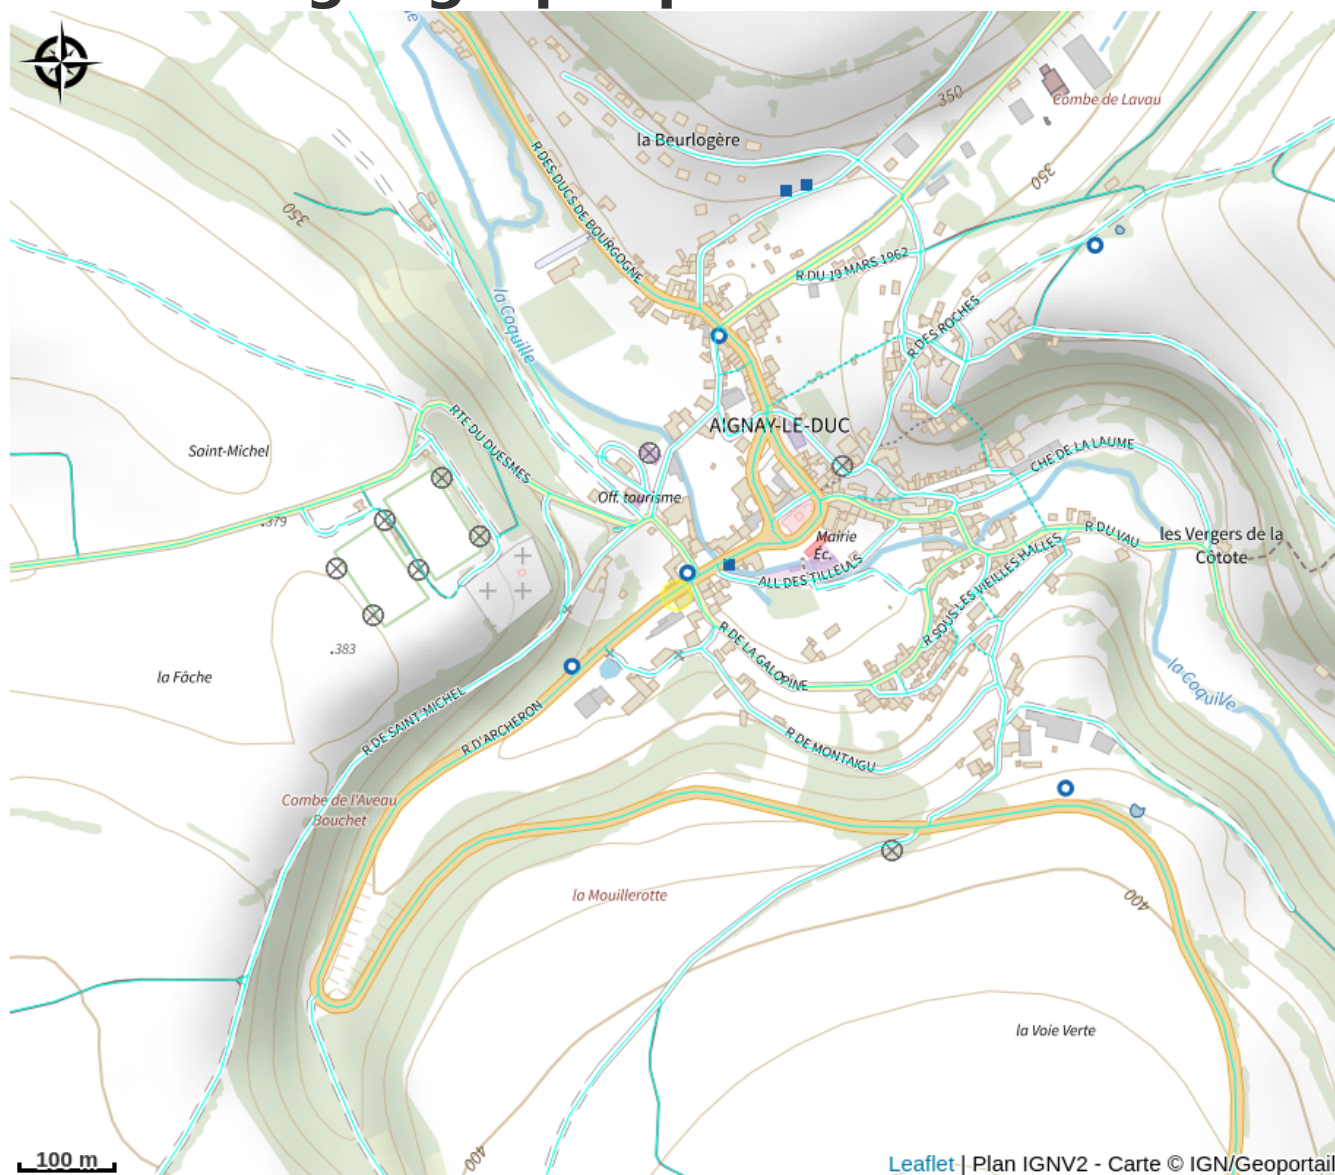 350
Combe de Lavau
la Beurlogère
R DES DUCS DE BOURGOGNE
350
350
R DU 19 MARS 1962
la Coquille
R DES ROCHES
RTE DU DUESMES
AIGNAY-LE-DUC
Saint-Michel
CHE DE LA LAUME
Off. tourisme
.379
Mairie
Éc.
R DU VAU
les Vergers de la
Cotote
ALL DES TILLEULS
R SOUS LES VIEILLES HALLES
.383
R DE LA GALOPINE
la Fâche
la Coquille
R DE SAINT-MICHEL
R D'ARCHERON
R DE MONTAIGU
Combe de l'Aveau
Bouchet
la Mouillerotte
400
la Voie Verte
400
100 m
Leaflet | Plan IGNV2 - Carte © IGN/Geoportail